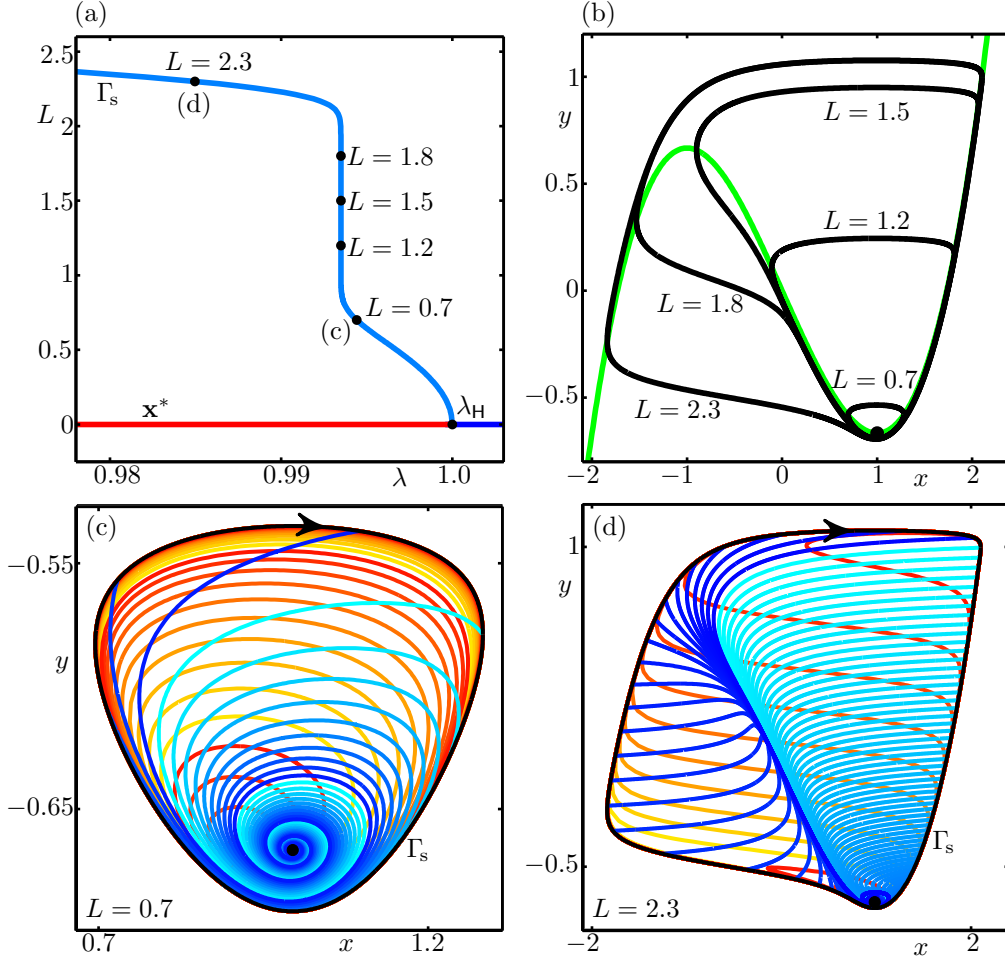 (a)
2.5
L
2
1.5
1
0.5
0
Γs
L = 2.3
(d)
L = 1.8
L = 1.5
L = 1.2
L = 0.7
(c)
x*
λH
0.98
0.99
λ
1.0
(b)
1
y
0.5
0
−0.5
L = 1.5
L = 1.2
L = 1.8
L = 0.7
L = 2.3
−2
−1
0
1
x
2
(c)
−0.55
y
−0.65
Γs
L = 0.7
0.7
x
1.2
(d)
1
y
−0.5
Γs
L = 2.3
−2
x
2